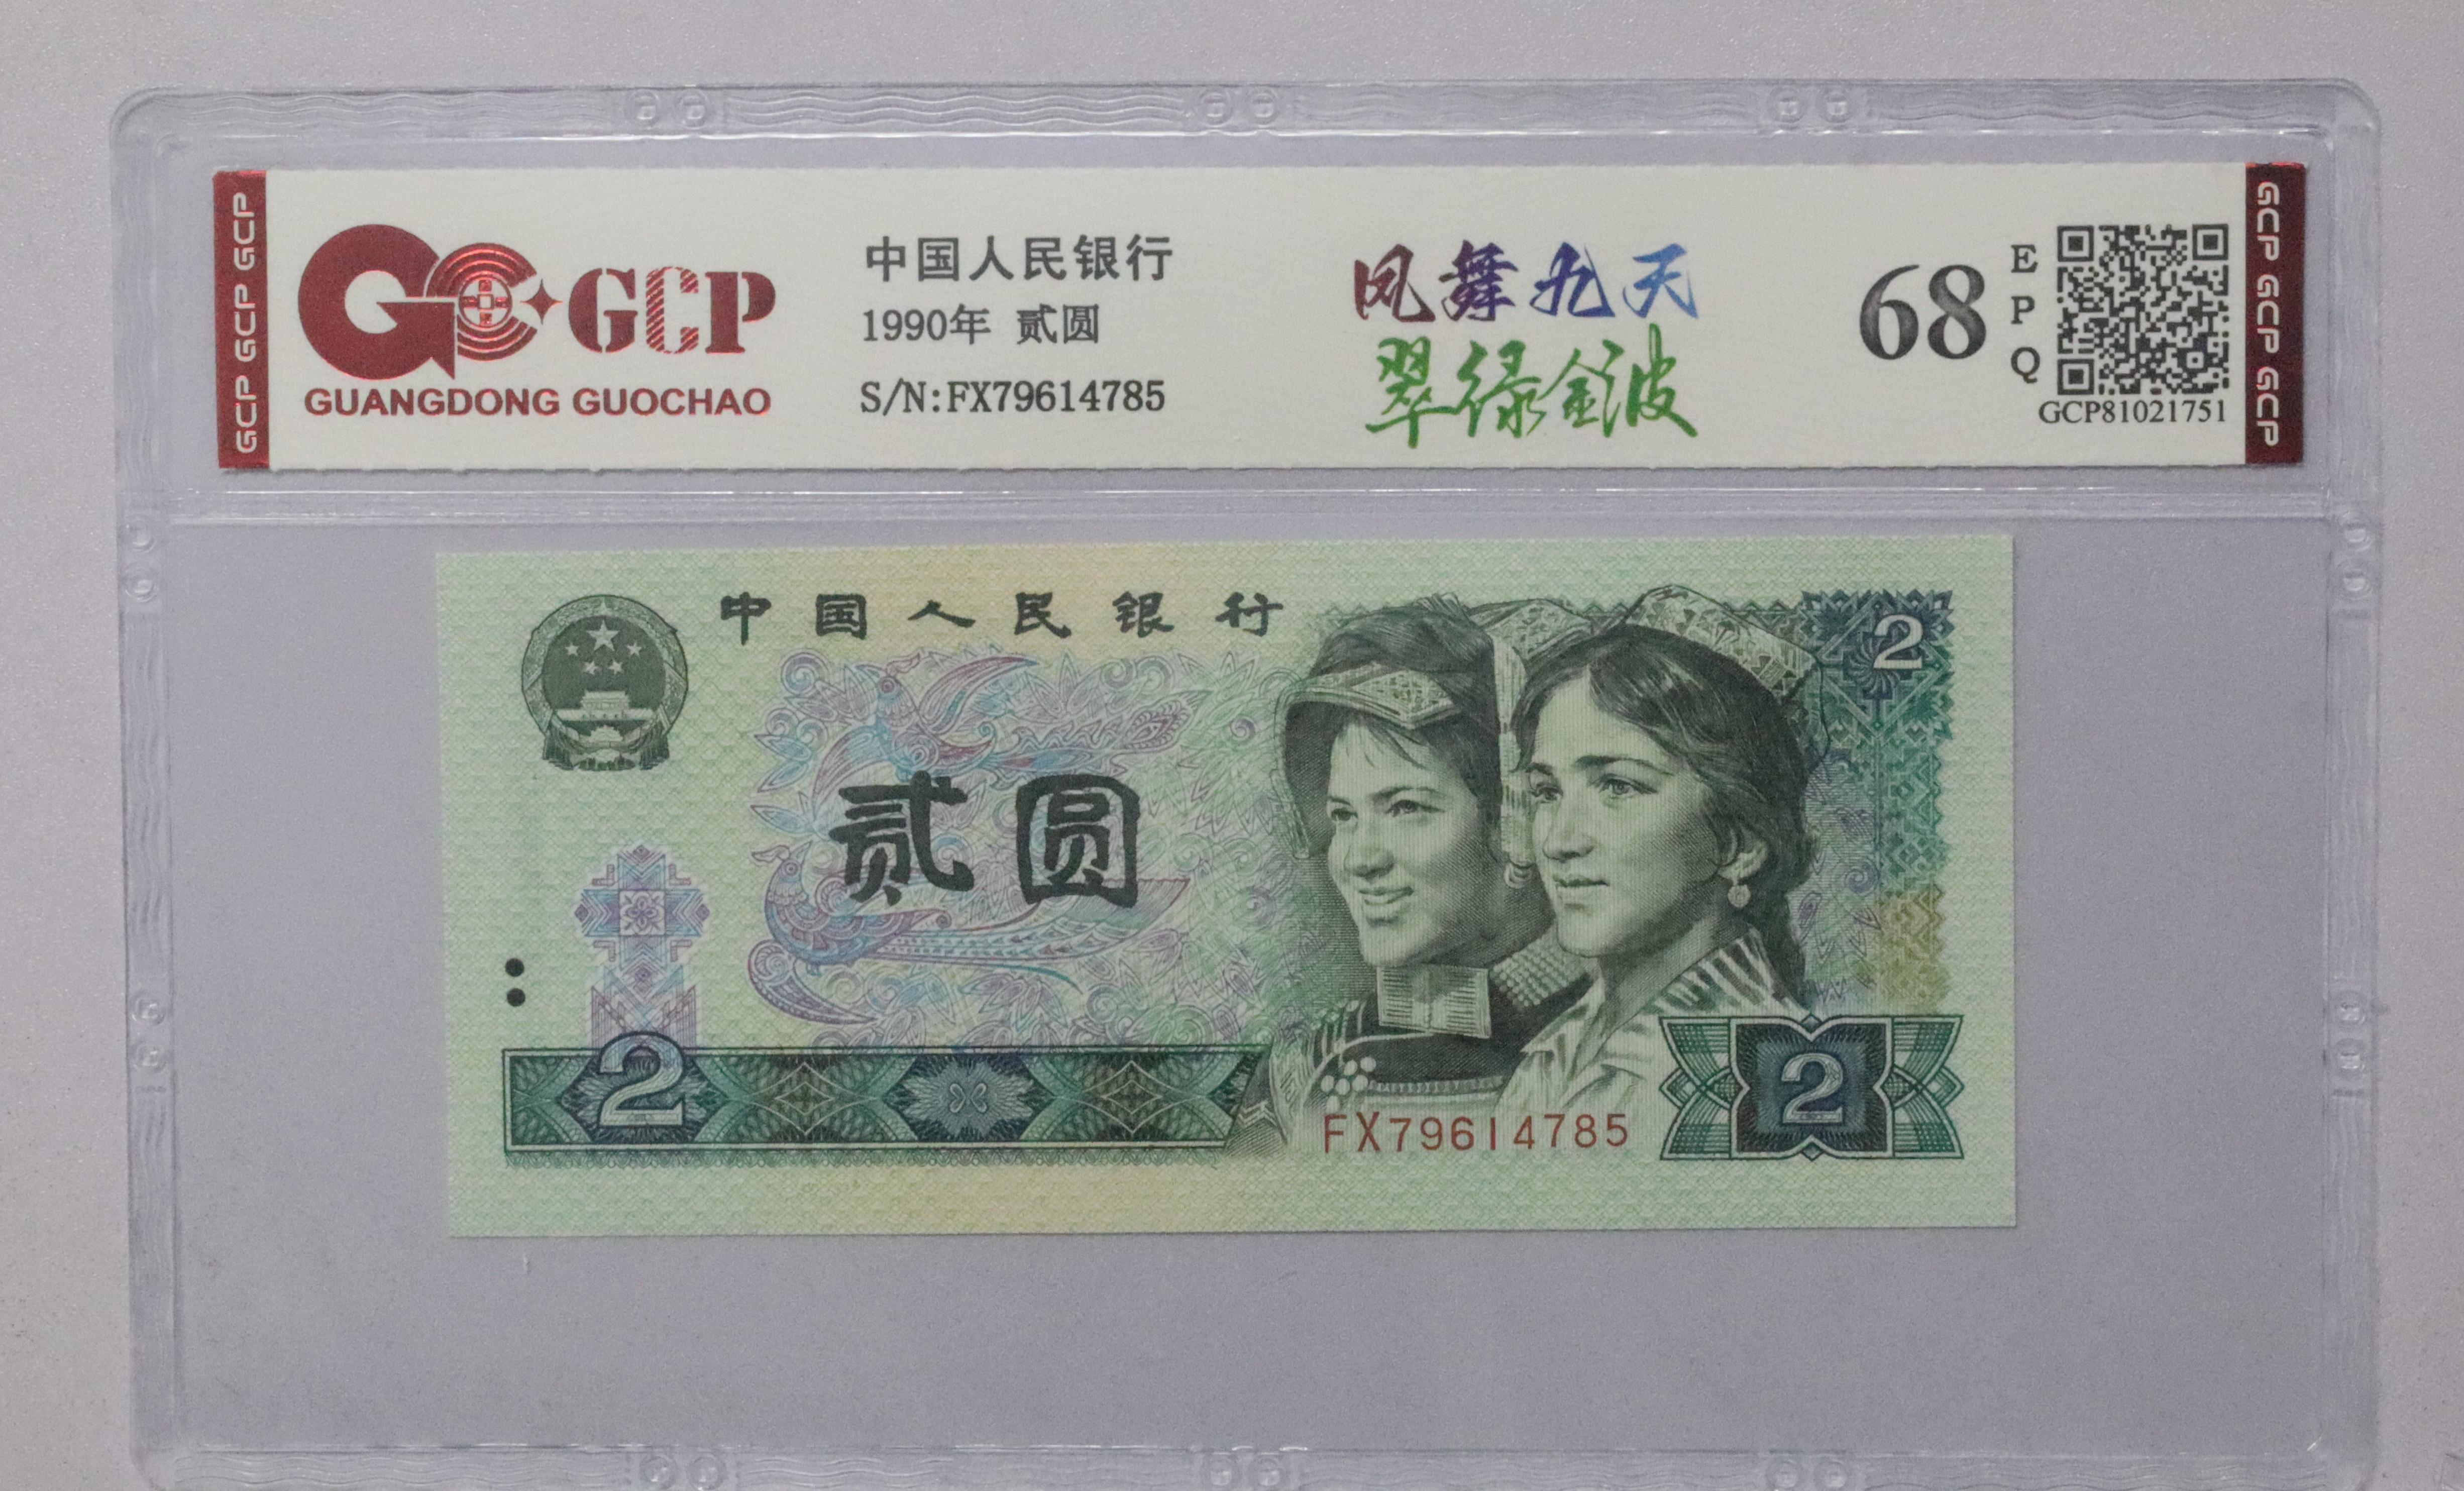 GCP GCP GCP
GCP
GUANGDONG GUOCHAO
中国人民银行
1990年 贰圆
S/N:FX79614785
凤舞九天
翠绿金波
68
EPQ
GCP81021751
GCP GCP GCP
中国人民银行
2
贰圆
2
FX79614785
2